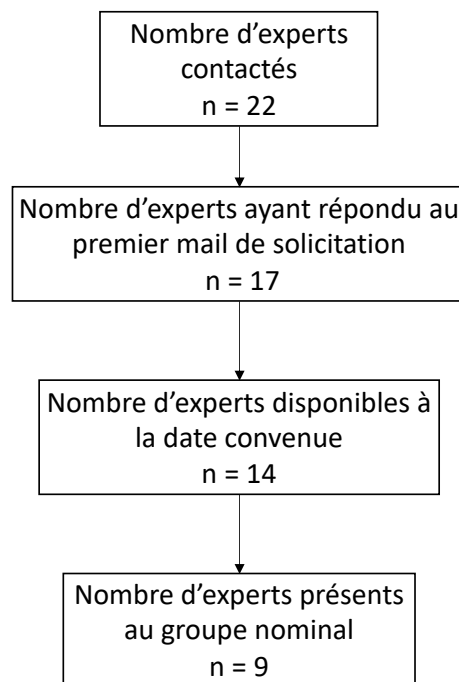 Nombre d'experts
contactés
n = 22
Nombre d'experts ayant répondu au
premier mail de solicitation
n = 17
Nombre d'experts disponibles à
la date convenue
n = 14
Nombre d'experts présents
au groupe nominal
n = 9